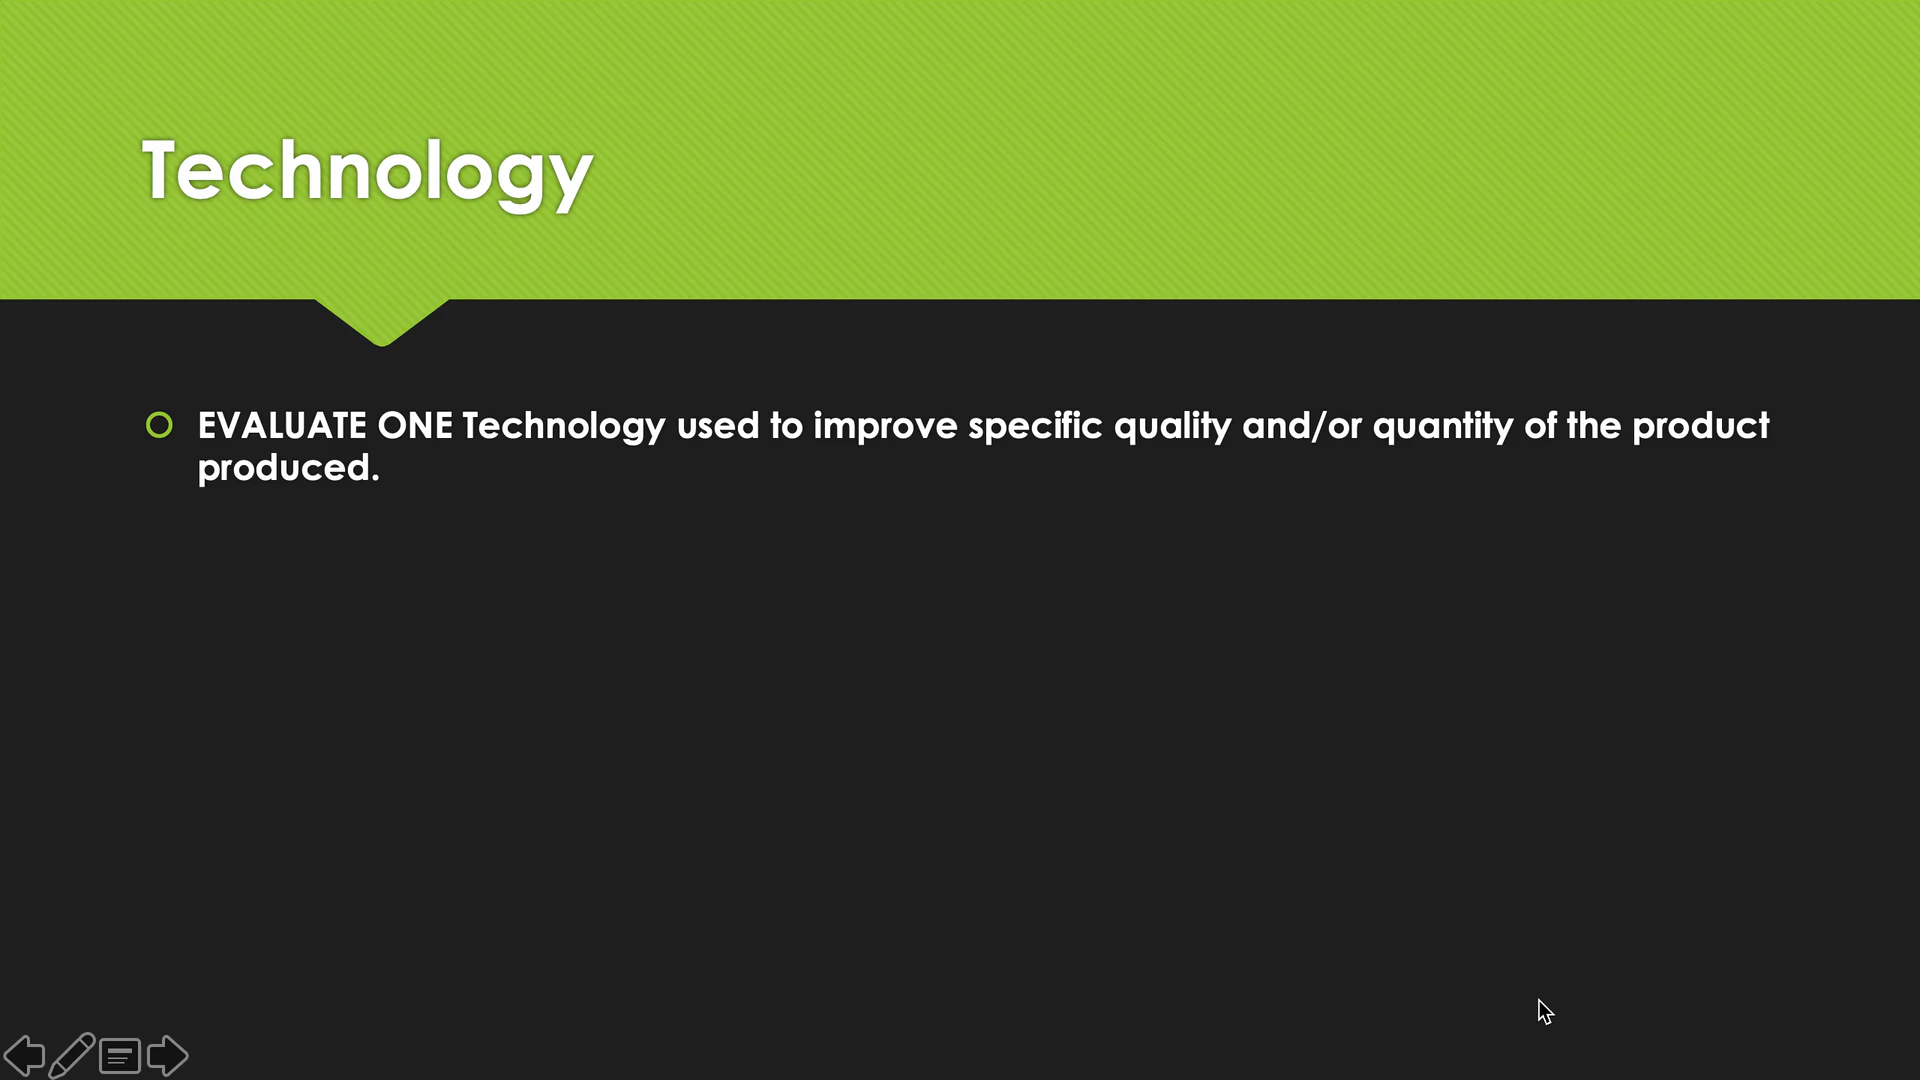 Technology
EVALUATE ONE Technology used to improve specific quality and/or quantity of the product
produced.